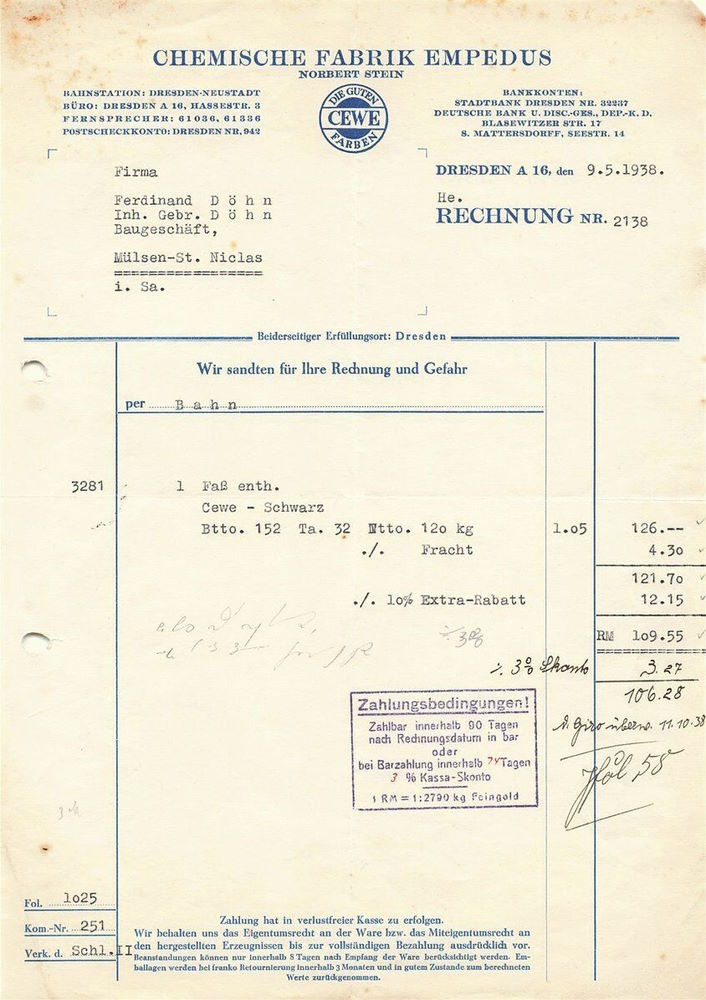 CHEMISCHE FABRIK EMPEDUS
NORBERT STEIN
BAHNSTATION: DRESDEN-NEUSTADT
BÜRO: DRESDEN A 16, HASSESTR. 3
FERNSPRECHER: 61036, 61336
POSTSCHECKKONTO: DRESDEN NR. 942
DIE GUTEN
CEWE
FARBEN
BANKKONTEN:
STADTBANK DRESDEN NR. 32237
DEUTSCHE BANK U. DISC.-GES., DEP.-K. D.
BLASEWITZER STR. 17
S. MATTERSDORFF, SEESTR. 14
Firma
Ferdinand Döhn
Inh. Gebr. Döhn
Baugeschäft,
Mülsen-St. Niclas
i. Sa.
DRESDEN A 16, den 9.5.1938.
He.
RECHNUNG NR. 2138
Beiderseitiger Erfüllungsort: Dresden
Wir sandten für Ihre Rechnung und Gefahr
per Bahn
3281 1 Faß enth.
Cewe - Schwarz
Btto. 152 Ta. 32 Ntto. 120 kg 1.05 126.--
./. Fracht 4.30
121.70
./. 10% Extra-Rabatt 12.15
RM 109.55
./. 3% Skonto 3.27
106.28
d. Giro überw. 11.10.38
Zahlungsbedingungen!
Zahlbar innerhalb 90 Tagen
nach Rechnungsdatum in bar
oder
bei Barzahlung innerhalb Tagen
3 % Kassa-Skonto
1 RM = 1:2790 kg Feingold
Fol. 1025
Kom.-Nr. 251
Verk. d. Schl.II
Zahlung hat in verlustfreier Kasse zu erfolgen.
Wir behalten uns das Eigentumsrecht an der Ware bzw. das Miteigentumsrecht an
den hergestellten Erzeugnissen bis zur vollständigen Bezahlung ausdrücklich vor.
Beanstandungen können nur innerhalb 8 Tagen nach Empfang der Ware berücksichtigt werden. Em-
ballagen werden bei franko Retournierung innerhalb 3 Monaten und in gutem Zustande zum berechneten
Werte zurückgenommen.